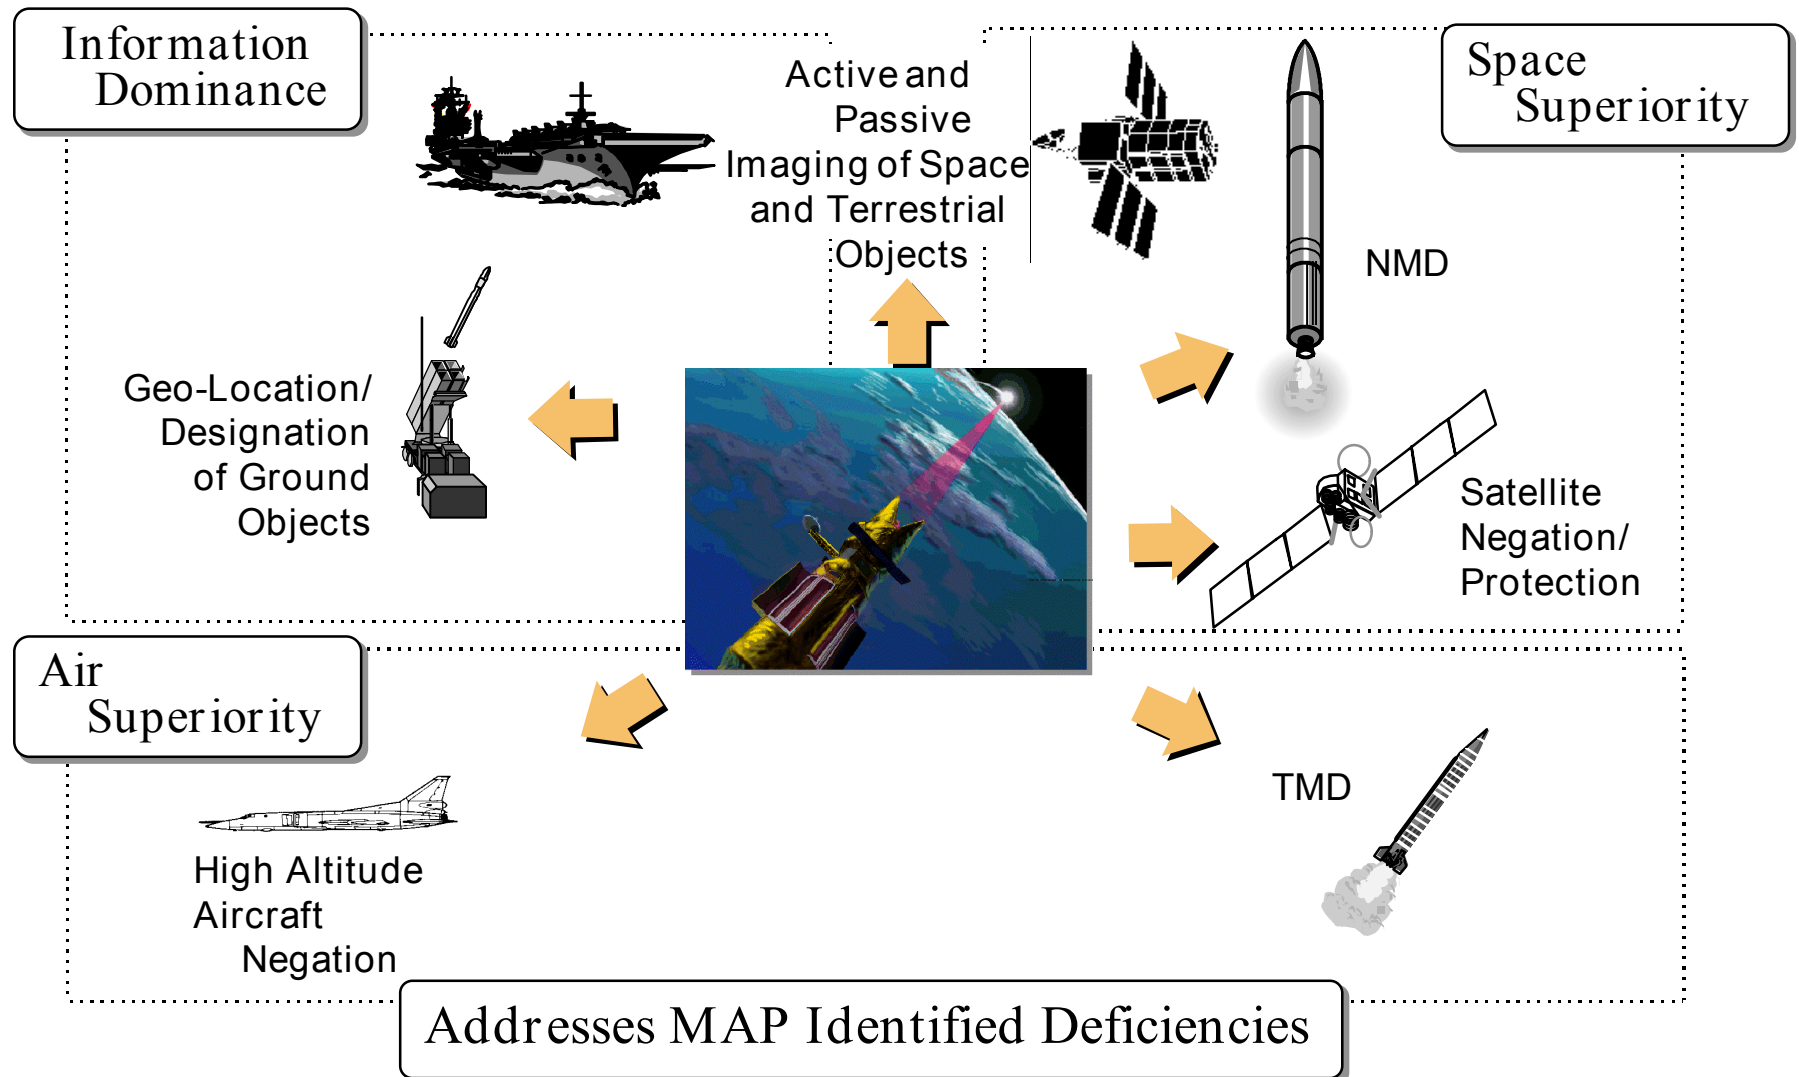 Information
Dominance
Active and
Passive
Imaging of Space
and Terrestrial
Objects
Space
Superiority
NMD
Geo-Location/
Designation
of Ground
Objects
Satellite
Negation/
Protection
Air
Superiority
TMD
High Altitude
Aircraft
Negation
Addresses MAP Identified Deficiencies